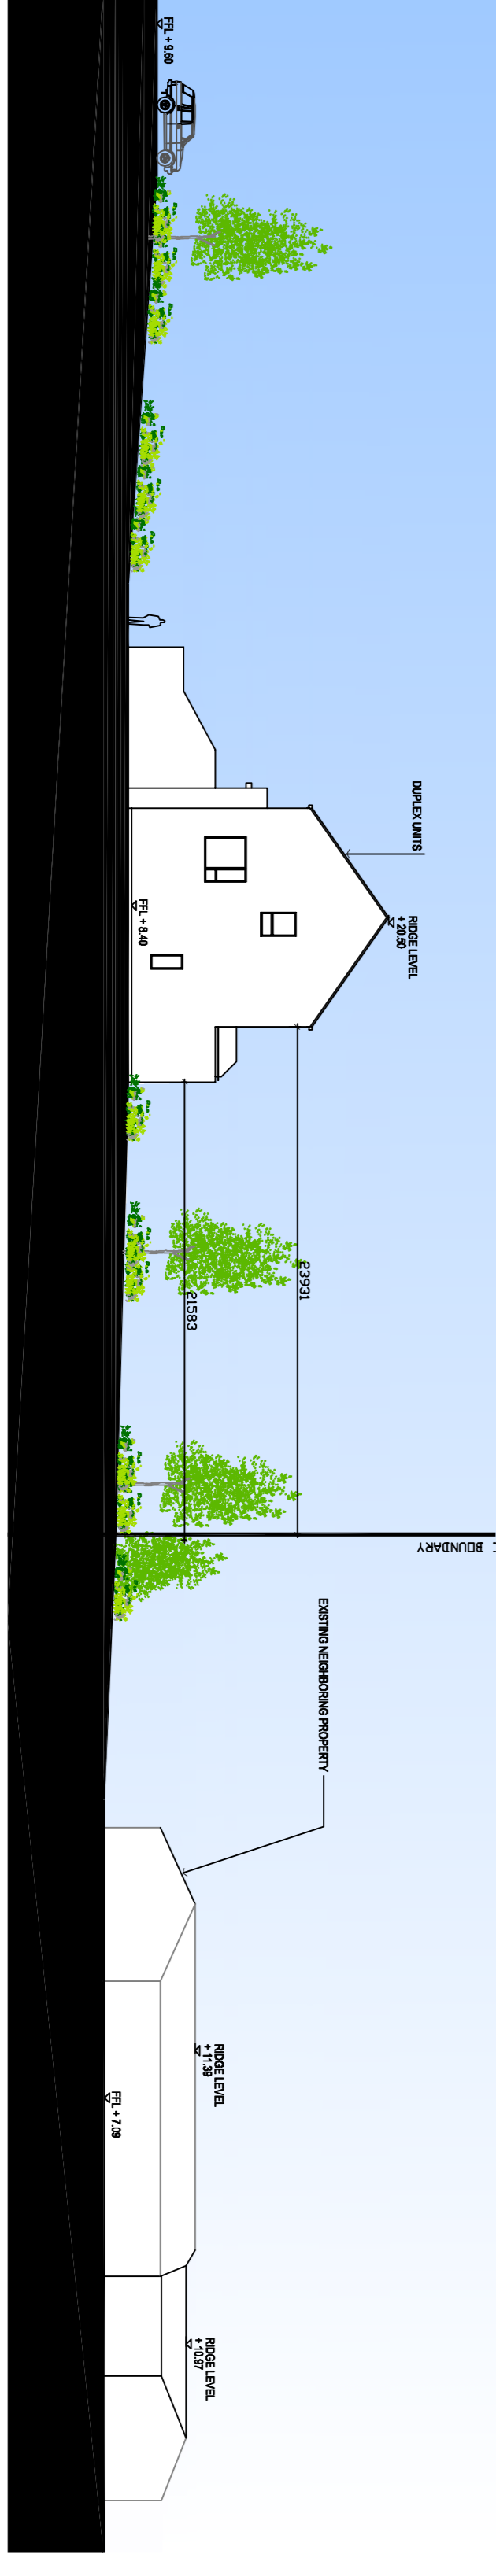 FFL + 9.60
DUPLEX UNITS
RIDGE LEVEL
+ 20.50
FFL + 8.40
23931
21583
BOUNDARY
EXISTING NEIGHBORING PROPERTY
RIDGE LEVEL
+ 11.39
FFL + 7.09
RIDGE LEVEL
+ 10.97